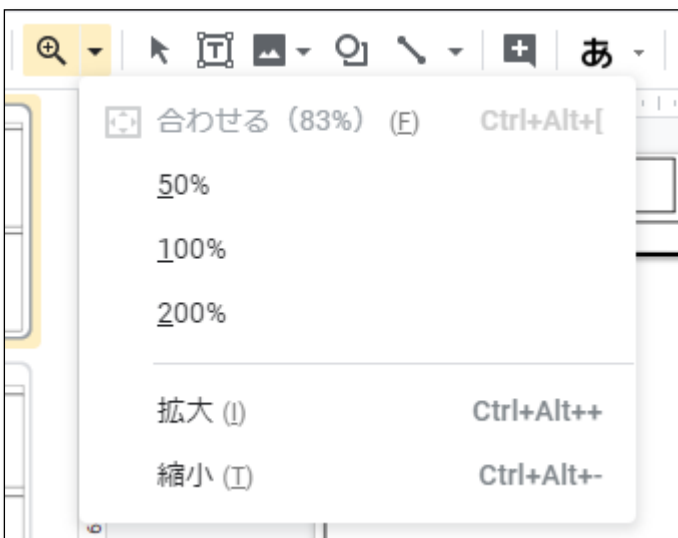 あ
合わせる（83%） (F) Ctrl+Alt+[
50%
100%
200%
拡大 (I) Ctrl+Alt++
縮小 (T) Ctrl+Alt+-
9